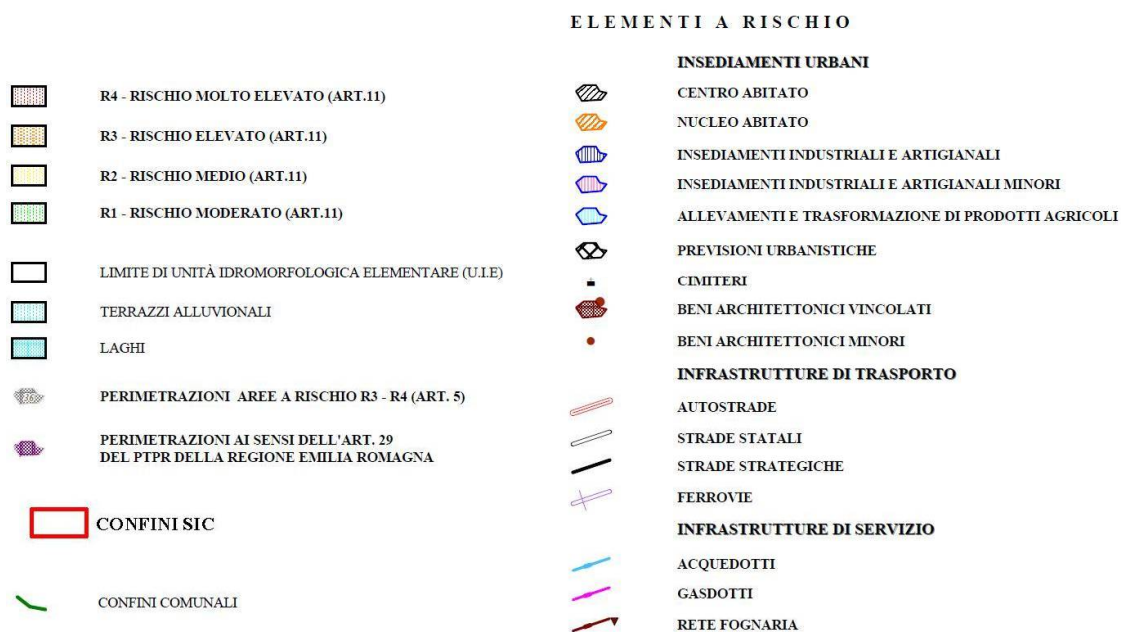 R4 - RISCHIO MOLTO ELEVATO (ART.11)
R3 - RISCHIO ELEVATO (ART.11)
R2 - RISCHIO MEDIO (ART.11)
R1 - RISCHIO MODERATO (ART.11)
LIMITE DI UNITÀ IDROMORFOLOGICA ELEMENTARE (U.I.E)
TERRAZZI ALLUVIONALI
LAGHI
PERIMETRAZIONI AREE A RISCHIO R3 - R4 (ART. 5)
PERIMETRAZIONI AI SENSI DELL'ART. 29
DEL PTPR DELLA REGIONE EMILIA ROMAGNA
CONFINI SIC
CONFINI COMUNALI
ELEMENTI A RISCHIO
INSEDIAMENTI URBANI
CENTRO ABITATO
NUCLEO ABITATO
INSEDIAMENTI INDUSTRIALI E ARTIGIANALI
INSEDIAMENTI INDUSTRIALI E ARTIGIANALI MINORI
ALLEVAMENTI E TRASFORMAZIONE DI PRODOTTI AGRICOLI
PREVISIONI URBANISTICHE
CIMITERI
BENI ARCHITETTONICI VINCOLATI
BENI ARCHITETTONICI MINORI
INFRASTRUTTURE DI TRASPORTO
AUTOSTRADE
STRADE STATALI
STRADE STRATEGICHE
FERROVIE
INFRASTRUTTURE DI SERVIZIO
ACQUEDOTTI
GASDOTTI
RETE FOGNARIA